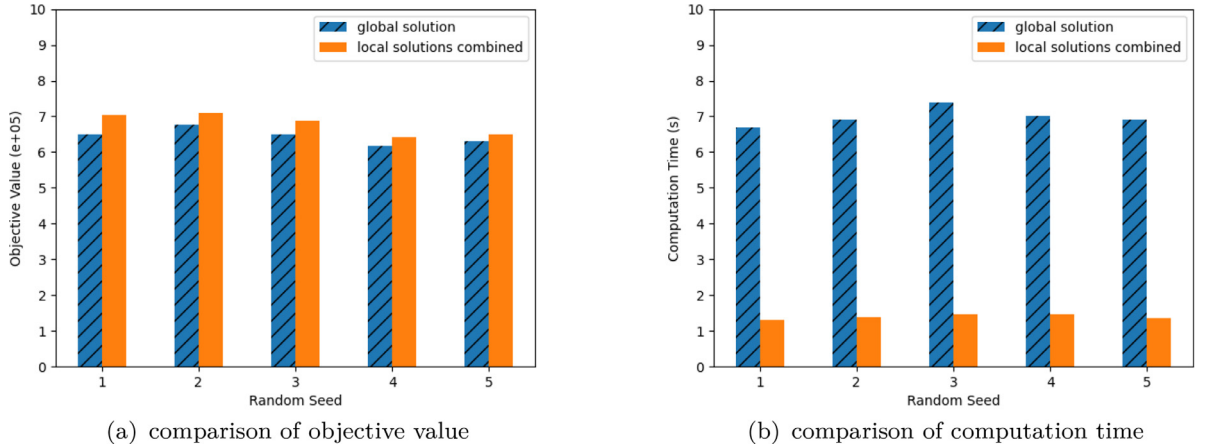 10
9
8
7
6
5
4
3
2
1
0
Objective Value (e+05)
global solution
local solutions combined
1 2 3 4 5
Random Seed
(a) comparison of objective value
10
9
8
7
6
5
4
3
2
1
0
Computation Time (s)
global solution
local solutions combined
1 2 3 4 5
Random Seed
(b) comparison of computation time